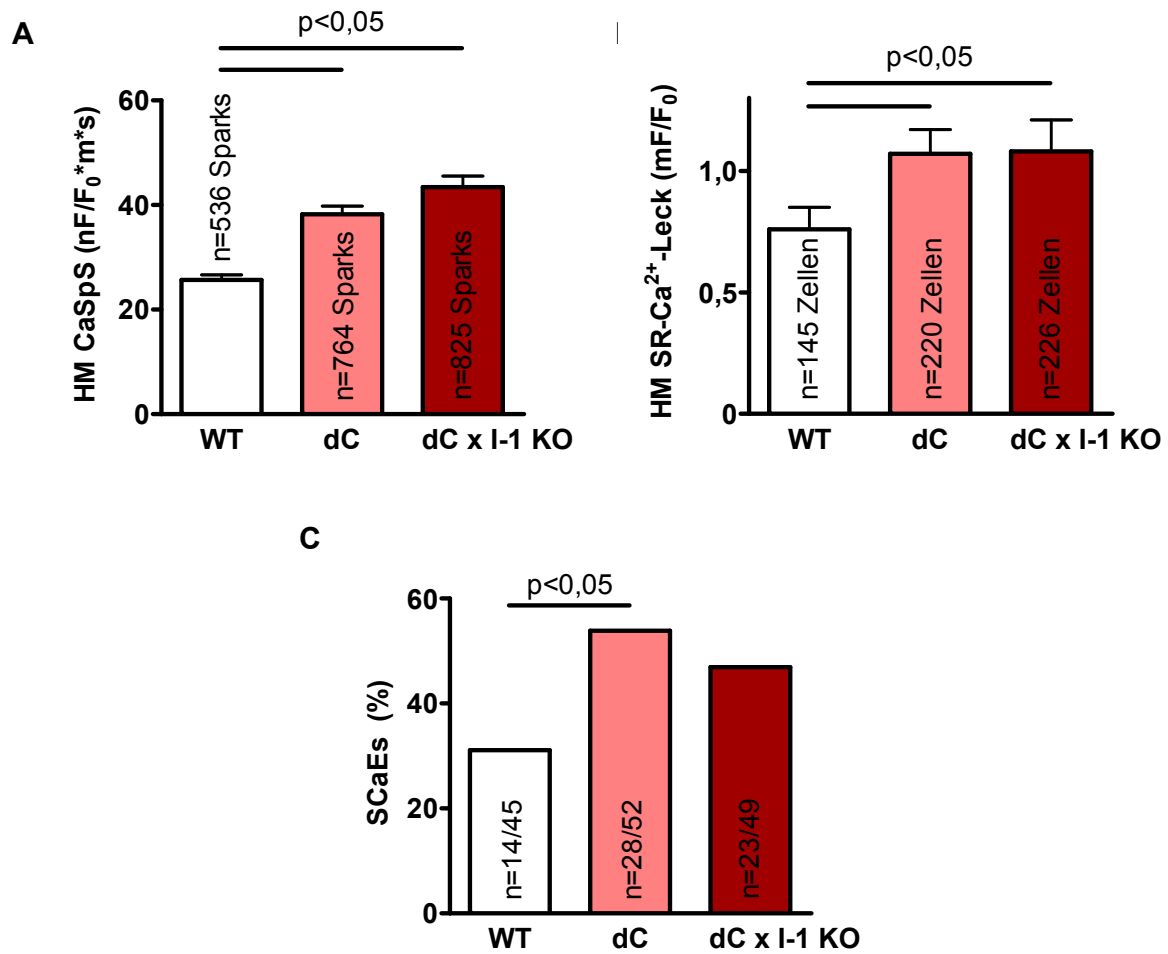 A
p<0,05
HM CaSpS (nF/F₀*m*s)
60
40
20
0
n=536 Sparks
n=764 Sparks
n=825 Sparks
WT
dC
dC x I-1 KO
p<0,05
HM SR-Ca²⁺-Leck (mF/F₀)
1,0
0,5
0
n=145 Zellen
n=220 Zellen
n=226 Zellen
WT
dC
dC x I-1 KO
C
p<0,05
SCaEs (%)
60
40
20
0
n=14/45
n=28/52
n=23/49
WT
dC
dC x I-1 KO